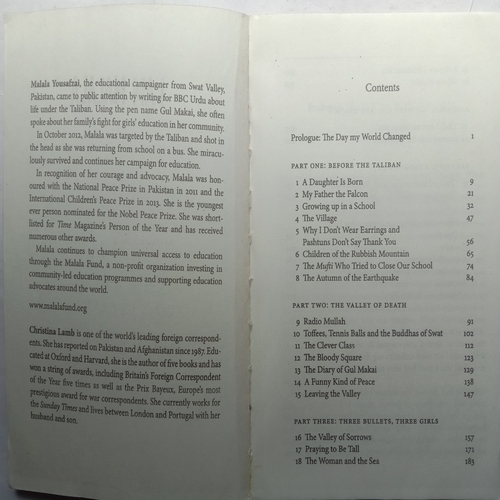 Malala Yousafzai, the educational campaigner from Swat Valley,
Pakistan, came to public attention by writing for BBC Urdu about
life under the Taliban. Using the pen name Gul Makai, she often
spoke about her family's fight for girls' education in her community.
In October 2012, Malala was targeted by the Taliban and shot in
the head as she was returning from school on a bus. She miracu-
lously survived and continues her campaign for education.
In recognition of her courage and advocacy, Malala was hon-
oured with the National Peace Prize in Pakistan in 2011 and the
International Children's Peace Prize in 2013. She is the youngest
ever person nominated for the Nobel Peace Prize. She was short-
listed for Time Magazine's Person of the Year and has received
numerous other awards.
Malala continues to champion universal access to education
through the Malala Fund, a non-profit organization investing in
community-led education programmes and supporting education
advocates around the world.
www.malalafund.org
Christina Lamb is one of the world's leading foreign correspond-
ents. She has reported on Pakistan and Afghanistan since 1987. Edu-
cated at Oxford and Harvard, she is the author of five books and has
won a string of awards, including Britain's Foreign Correspondent
of the Year five times as well as the Prix Bayeux, Europe's most
prestigious award for war correspondents. She currently works for
the Sunday Times and lives between London and Portugal with her
husband and son.
Contents
Prologue: The Day my World Changed 1
PART ONE: BEFORE THE TALIBAN
1 A Daughter Is Born 9
2 My Father the Falcon 21
3 Growing up in a School 32
4 The Village 47
5 Why I Don't Wear Earrings and
Pashtuns Don't Say Thank You 56
6 Children of the Rubbish Mountain 65
7 The Mufti Who Tried to Close Our School 74
8 The Autumn of the Earthquake 84
PART TWO: THE VALLEY OF DEATH
9 Radio Mullah 91
10 Toffees, Tennis Balls and the Buddhas of Swat 102
11 The Clever Class 112
12 The Bloody Square 123
13 The Diary of Gul Makai 129
14 A Funny Kind of Peace 138
15 Leaving the Valley 147
PART THREE: THREE BULLETS, THREE GIRLS
16 The Valley of Sorrows 157
17 Praying to Be Tall 171
18 The Woman and the Sea 183